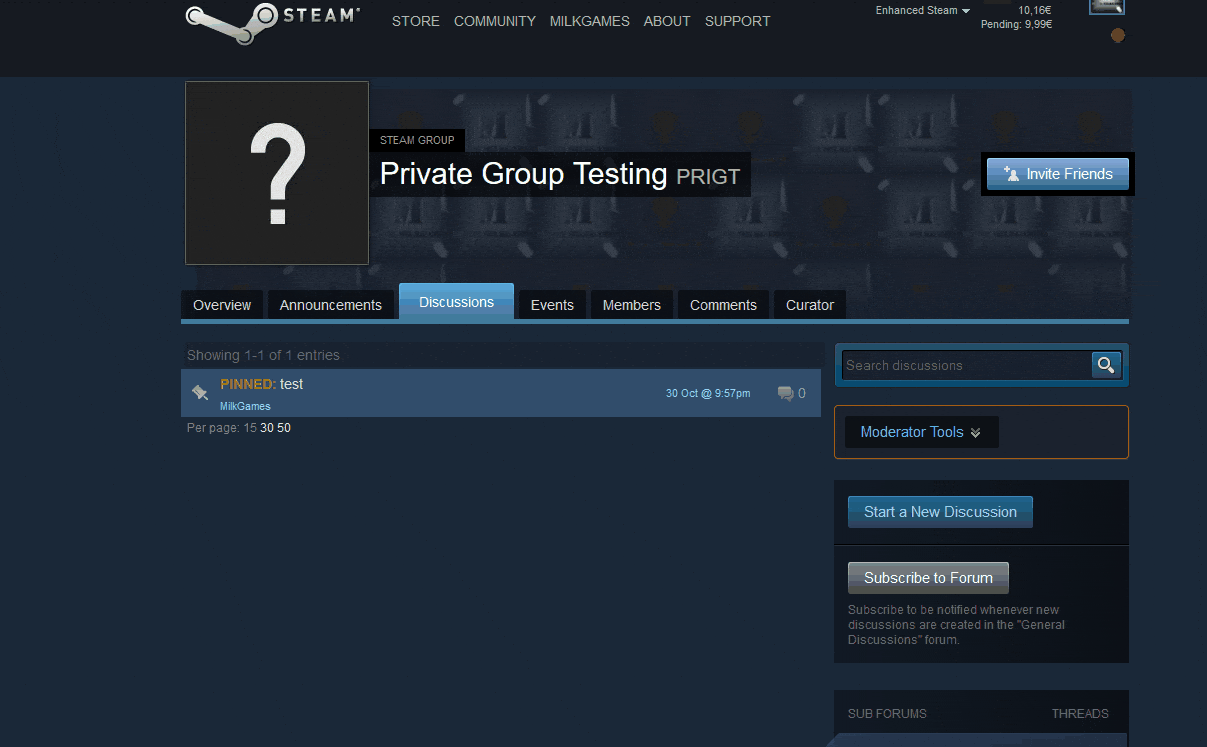 STEAM
STORE COMMUNITY MILKGAMES ABOUT SUPPORT
Enhanced Steam
10,16€
Pending: 9,99€
?
STEAM GROUP
Private Group Testing PRIGT
Invite Friends
Overview Announcements Discussions Events Members Comments Curator
Showing 1-1 of 1 entries
PINNED: test
MilkGames
30 Oct @ 9:57pm
0
Per page: 15 30 50
Search discussions
Moderator Tools
Start a New Discussion
Subscribe to Forum
Subscribe to be notified whenever new
discussions are created in the "General
Discussions" forum.
SUB FORUMS THREADS